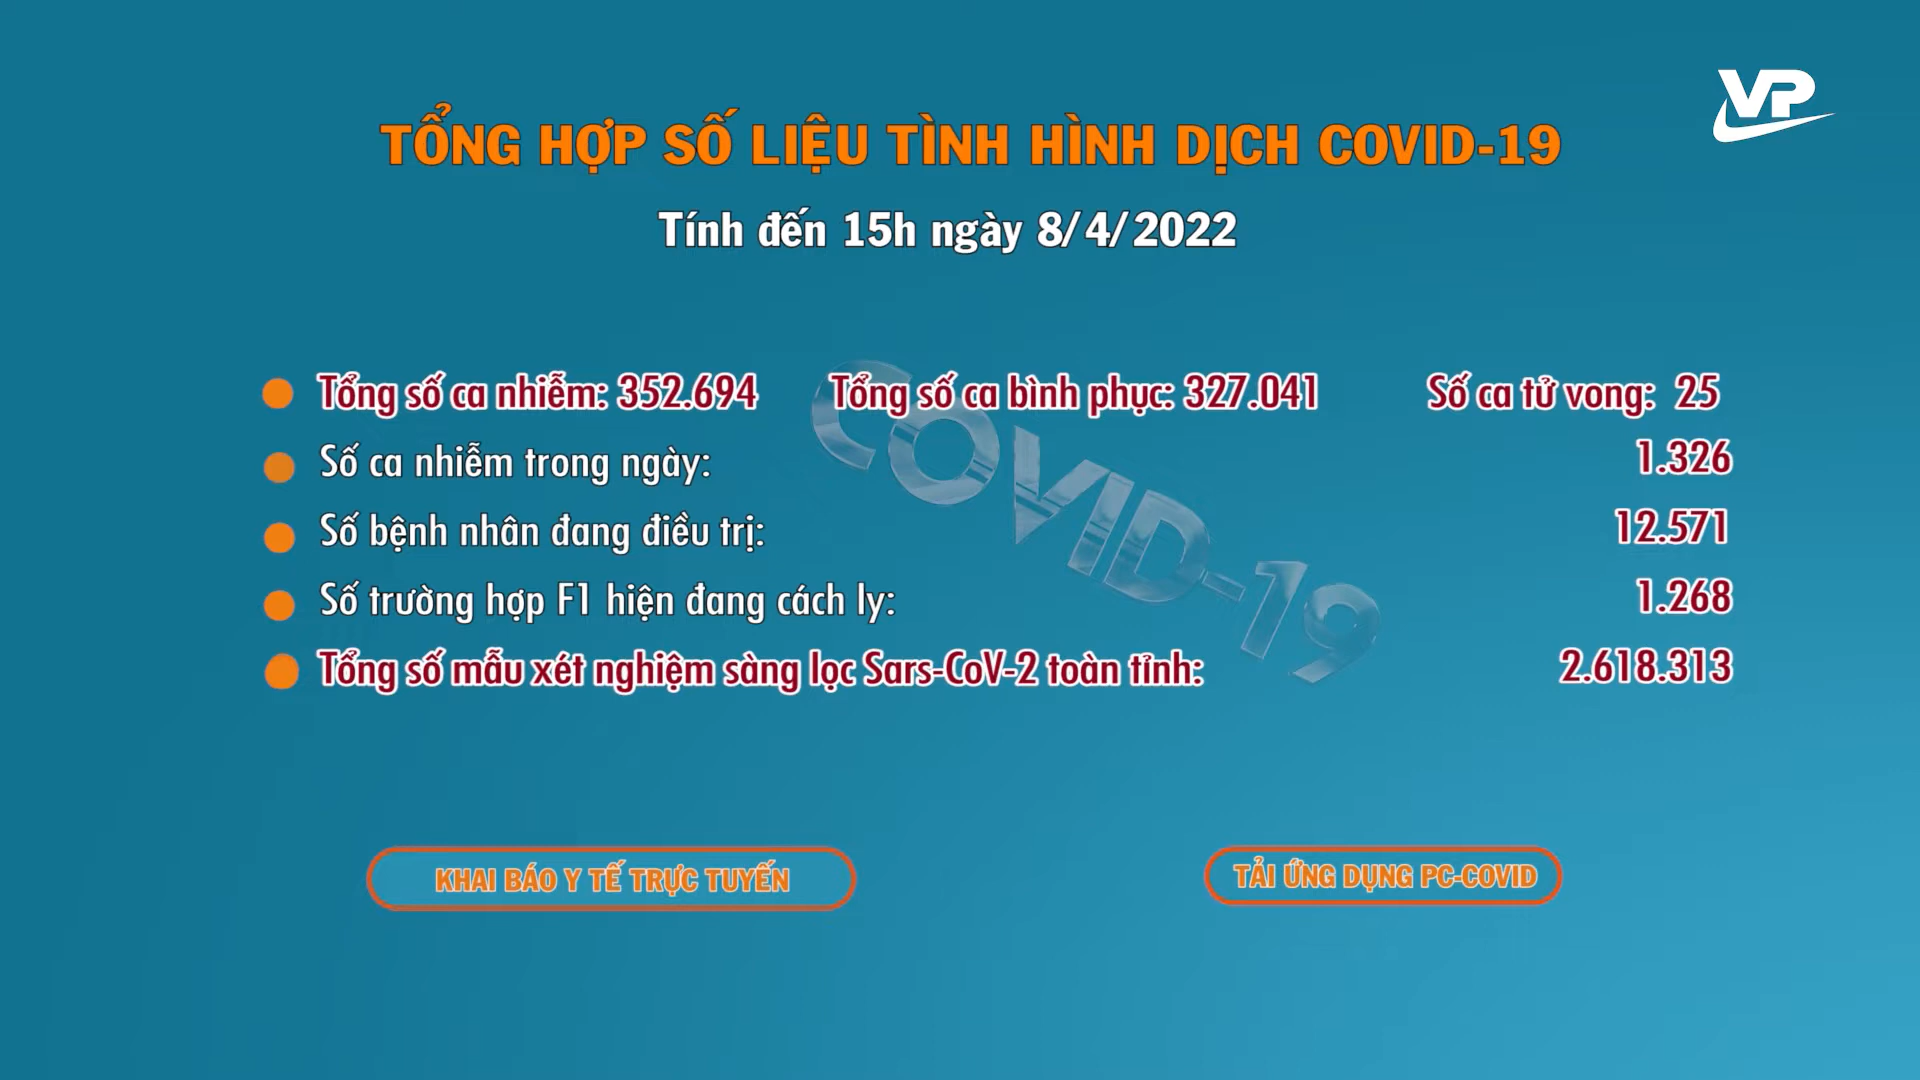 VP
TỔNG HỢP SỐ LIỆU TÌNH HÌNH DỊCH COVID-19
Tính đến 15h ngày 8/4/2022
Tổng số ca nhiễm: 352.694 Tổng số ca bình phục: 327.041 Số ca tử vong: 25
Số ca nhiễm trong ngày: 1.326
Số bệnh nhân đang điều trị: 12.571
Số trường hợp F1 hiện đang cách ly: 1.268
Tổng số mẫu xét nghiệm sàng lọc Sars-CoV-2 toàn tỉnh: 2.618.313
COVID-19
KHAI BÁO Y TẾ TRỰC TUYẾN
TẢI ỨNG DỤNG PC-COVID